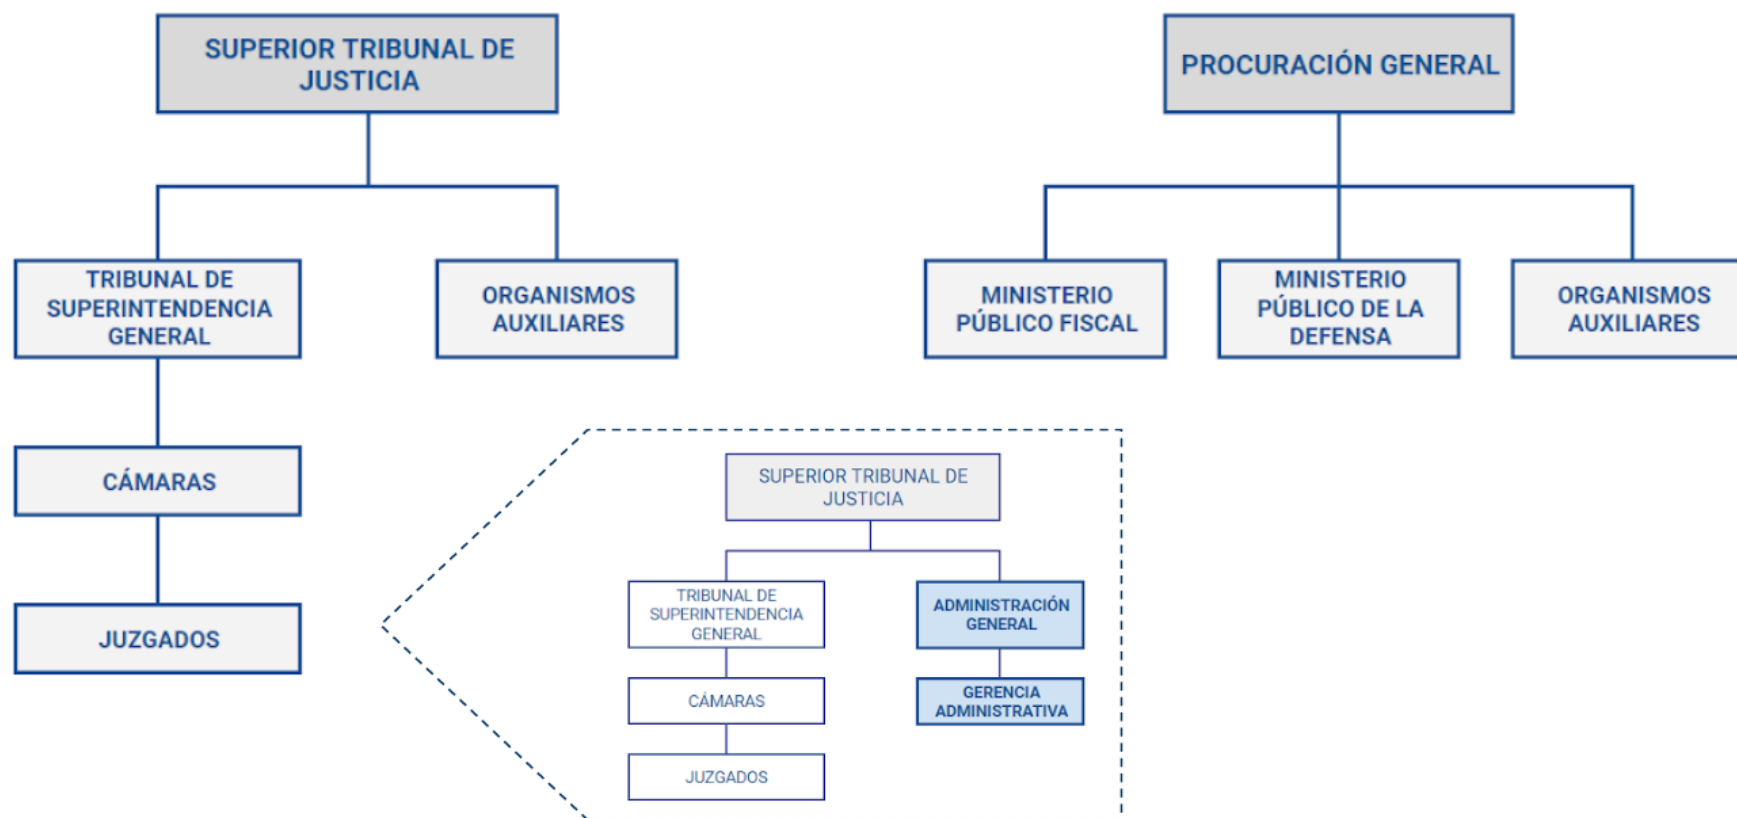 SUPERIOR TRIBUNAL DE
JUSTICIA
PROCURACIÓN GENERAL
TRIBUNAL DE
SUPERINTENDENCIA
GENERAL
ORGANISMOS
AUXILIARES
MINISTERIO
PÚBLICO FISCAL
MINISTERIO
PÚBLICO DE LA
DEFENSA
ORGANISMOS
AUXILIARES
CÁMARAS
JUZGADOS
SUPERIOR TRIBUNAL DE
JUSTICIA
TRIBUNAL DE
SUPERINTENDENCIA
GENERAL
ADMINISTRACIÓN
GENERAL
CÁMARAS
GERENCIA
ADMINISTRATIVA
JUZGADOS